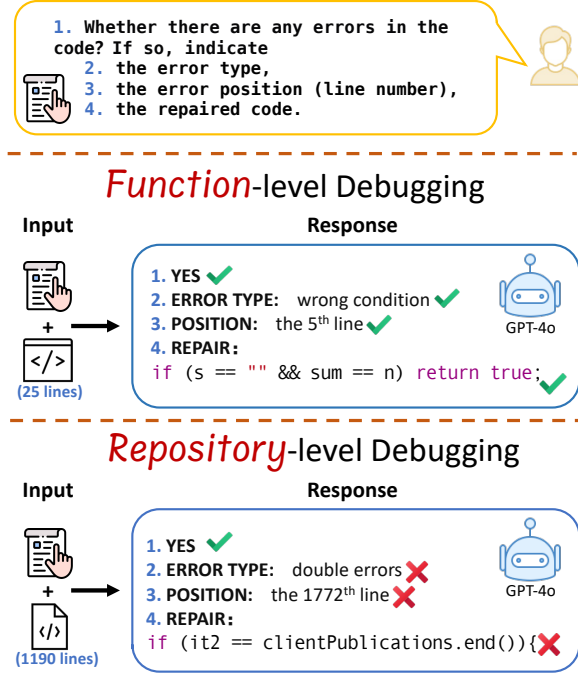 1. Whether there are any errors in the
code? If so, indicate
2. the error type,
3. the error position (line number),
4. the repaired code.
Function-level Debugging
Input
Response
1. YES
2. ERROR TYPE: wrong condition
3. POSITION: the 5th line
4. REPAIR:
if (s == "" && sum == n) return true;
GPT-4o
+
</>
(25 lines)
Repository-level Debugging
Input
Response
1. YES
2. ERROR TYPE: double errors
3. POSITION: the 1772th line
4. REPAIR:
if (it2 == clientPublications.end()){
GPT-4o
+
</>
(1190 lines)